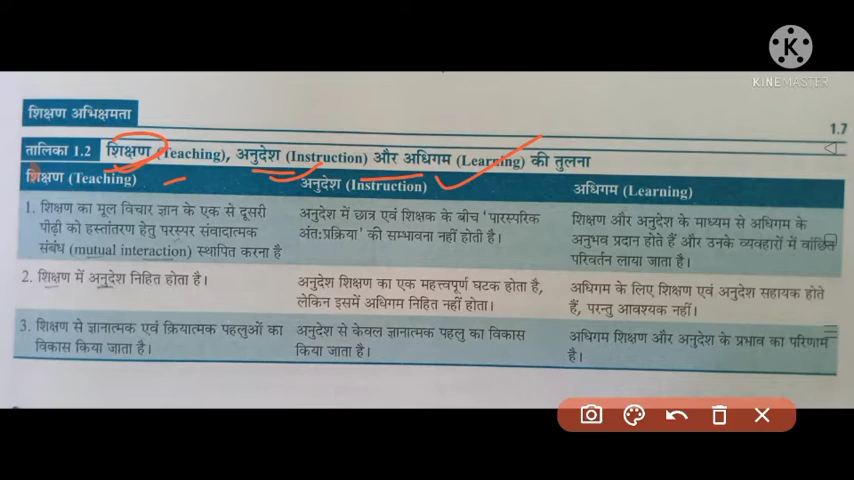 K
KINEMASTER
शिक्षण अभिक्षमता
1.7
तालिका 1.2 शिक्षण (Teaching), अनुदेश (Instruction) और अधिगम (Learning) की तुलना
शिक्षण (Teaching) अनुदेश (Instruction) अधिगम (Learning)
1. शिक्षण का मूल विचार ज्ञान के एक से दूसरी
पीढ़ी को हस्तांतरण हेतु परस्पर संवादात्मक
संबंध (mutual interaction) स्थापित करना है
अनुदेश में छात्र एवं शिक्षक के बीच 'पारस्परिक
अंत:प्रक्रिया' की सम्भावना नहीं होती है।
शिक्षण और अनुदेश के माध्यम से अधिगम के
अनुभव प्रदान होते हैं और उनके व्यवहारों में वांछित
परिवर्तन लाया जाता है।
2. शिक्षण में अनुदेश निहित होता है।
अनुदेश शिक्षण का एक महत्त्वपूर्ण घटक होता है,
लेकिन इसमें अधिगम निहित नहीं होता।
अधिगम के लिए शिक्षण एवं अनुदेश सहायक होते
हैं, परन्तु आवश्यक नहीं।
3. शिक्षण से ज्ञानात्मक एवं क्रियात्मक पहलुओं का
विकास किया जाता है।
अनुदेश से केवल ज्ञानात्मक पहलु का विकास
किया जाता है।
अधिगम शिक्षण और अनुदेश के प्रभाव का परिणाम
है।